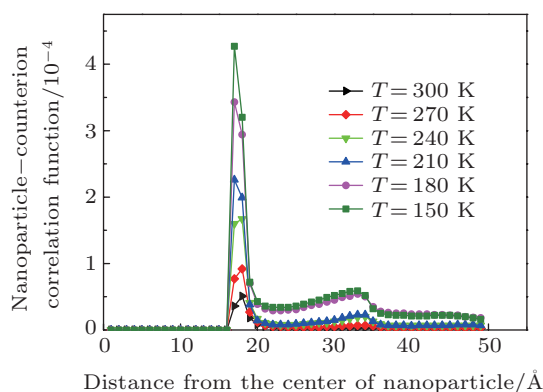 Nanoparticle−counterion
correlation function/10−4
4
3
2
1
0
T=300 K
T=270 K
T=240 K
T=210 K
T=180 K
T=150 K
0 10 20 30 40 50
Distance from the center of nanoparticle/Å